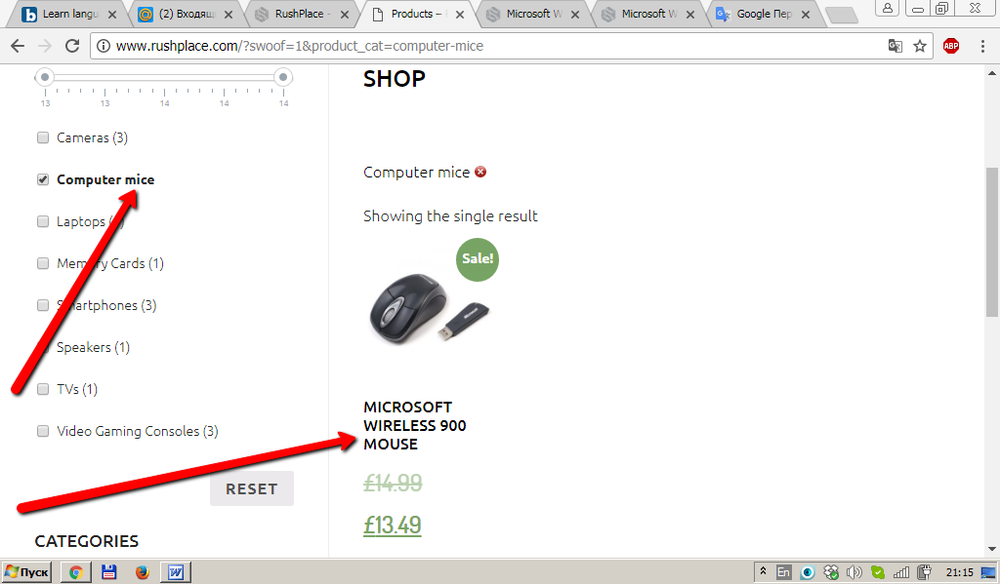 Learn langu
(2) Входящи
RushPlace -
Products –
Microsoft W
Microsoft W
Google Пер
www.rushplace.com/?swoof=1&product_cat=computer-mice
ABP
13 13 14 14 14
Cameras (3)
Computer mice
Laptops
Memory Cards (1)
Smartphones (3)
Speakers (1)
TVs (1)
Video Gaming Consoles (3)
RESET
CATEGORIES
SHOP
Computer mice
Showing the single result
Sale!
MICROSOFT
WIRELESS 900
MOUSE
£14.99
£13.49
Пуск
En
21:15